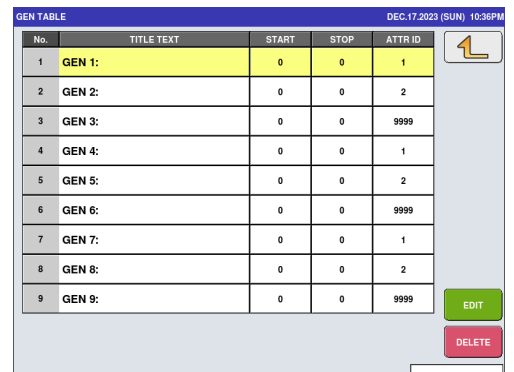 GEN TABLE DEC.17.2023 (SUN) 10:36PM
No. TITLE TEXT START STOP ATTR ID
1 GEN 1: 0 0 1
2 GEN 2: 0 0 2
3 GEN 3: 0 0 9999
4 GEN 4: 0 0 1
5 GEN 5: 0 0 2
6 GEN 6: 0 0 9999
7 GEN 7: 0 0 1
8 GEN 8: 0 0 2
9 GEN 9: 0 0 9999
EDIT
DELETE